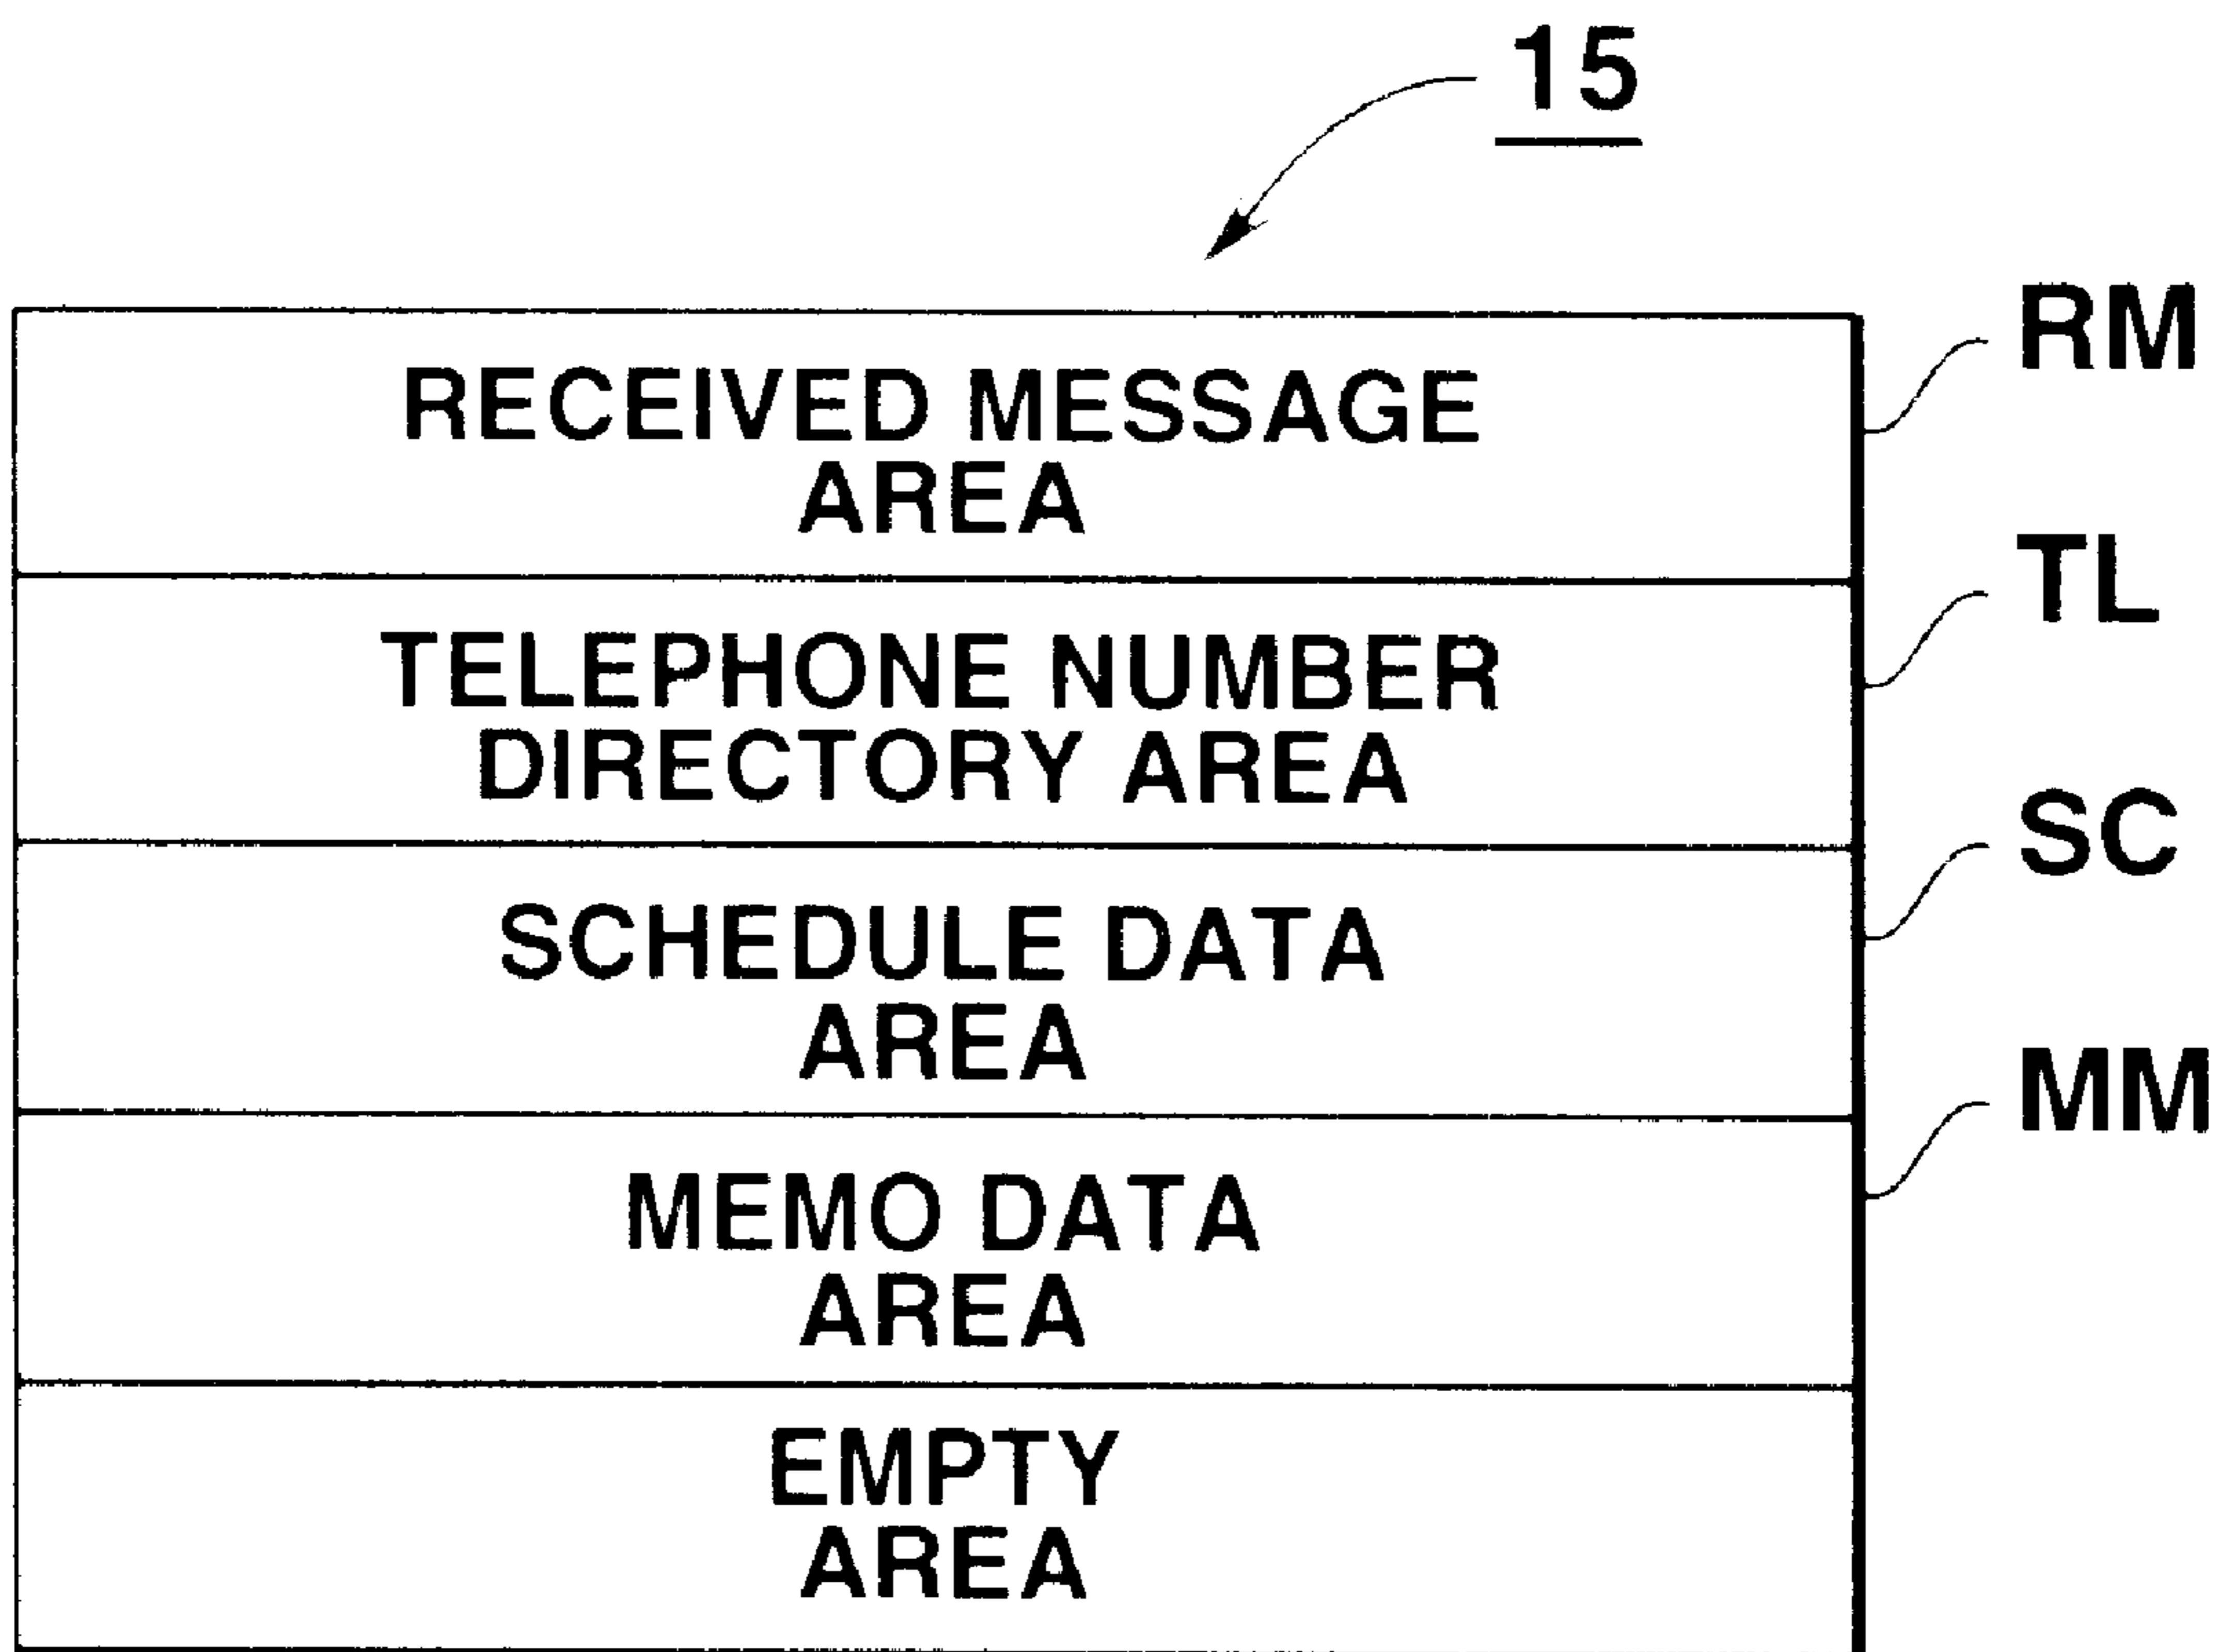 15
RM
RECEIVED MESSAGE
AREA
TL
TELEPHONE NUMBER
DIRECTORY AREA
SC
SCHEDULE DATA
AREA
MM
MEMO DATA
AREA
EMPTY
AREA